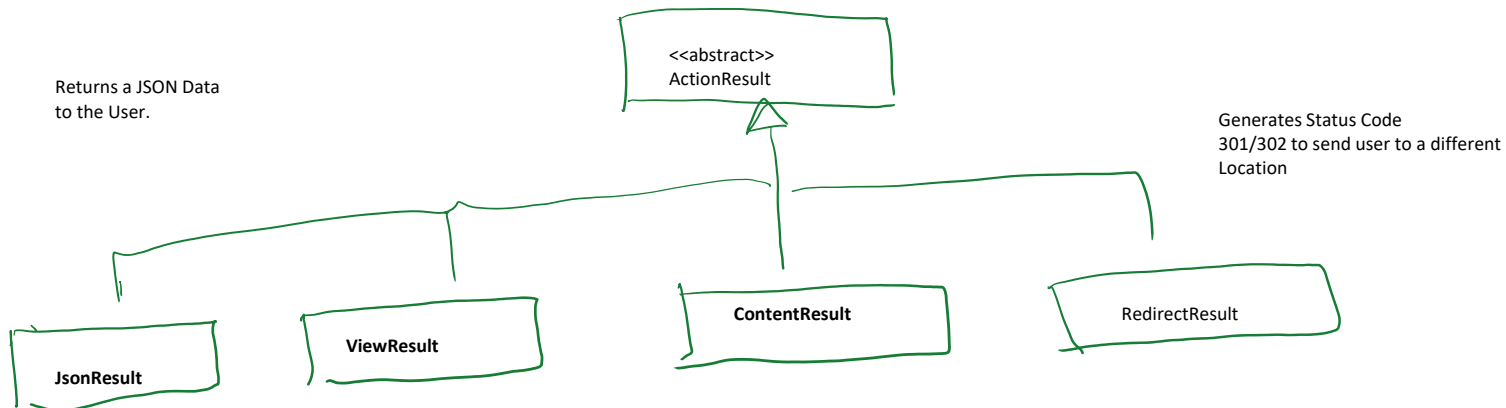 <<abstract>>
ActionResult
Returns a JSON Data
to the User.
Generates Status Code
301/302 to send user to a different
Location
JsonResult
ViewResult
ContentResult
RedirectResult